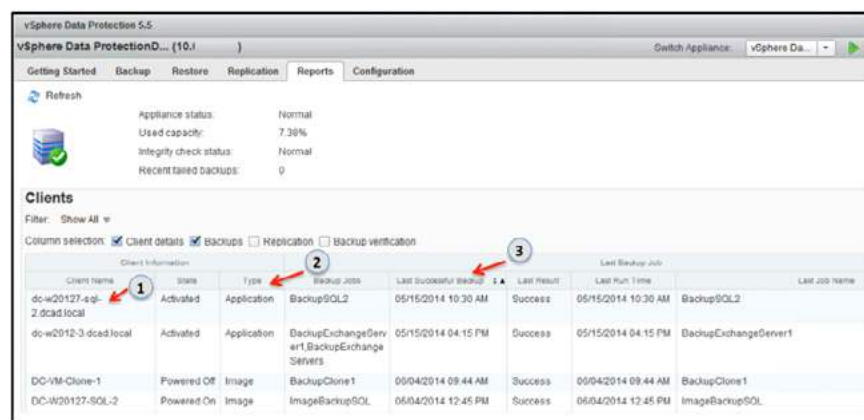 vSphere Data Protection 5.5
vSphere Data ProtectionD... (10. )
Switch Appliance: vSphere Da...
Getting Started Backup Restore Replication Reports Configuration
Refresh
Appliance status: Normal
Used capacity: 7.38%
Integrity check status: Normal
Recent failed backups: 0
Clients
Filter: Show All
Column selection: Client details Backups Replication Backup verification
3
Client Information Last Backup Job
2
Client Name State Type Backup Jobs Last Successful Backup Last Result Last Run Time Last Job Name
1
dc-w20127-sql-2.dcad.local Activated Application BackupSQL2 05/15/2014 10:30 AM Success 05/15/2014 10:30 AM BackupSQL2
dc-w2012-3.dcad.local Activated Application BackupExchangeServer1,BackupExchangeServers 05/15/2014 04:15 PM Success 05/15/2014 04:15 PM BackupExchangeServer1
DC-VM-Clone-1 Powered Off Image BackupClone1 06/04/2014 09:44 AM Success 06/04/2014 09:44 AM BackupClone1
DC-W20127-SQL-2 Powered On Image ImageBackupSQL 06/04/2014 12:45 PM Success 06/04/2014 12:45 PM ImageBackupSQL